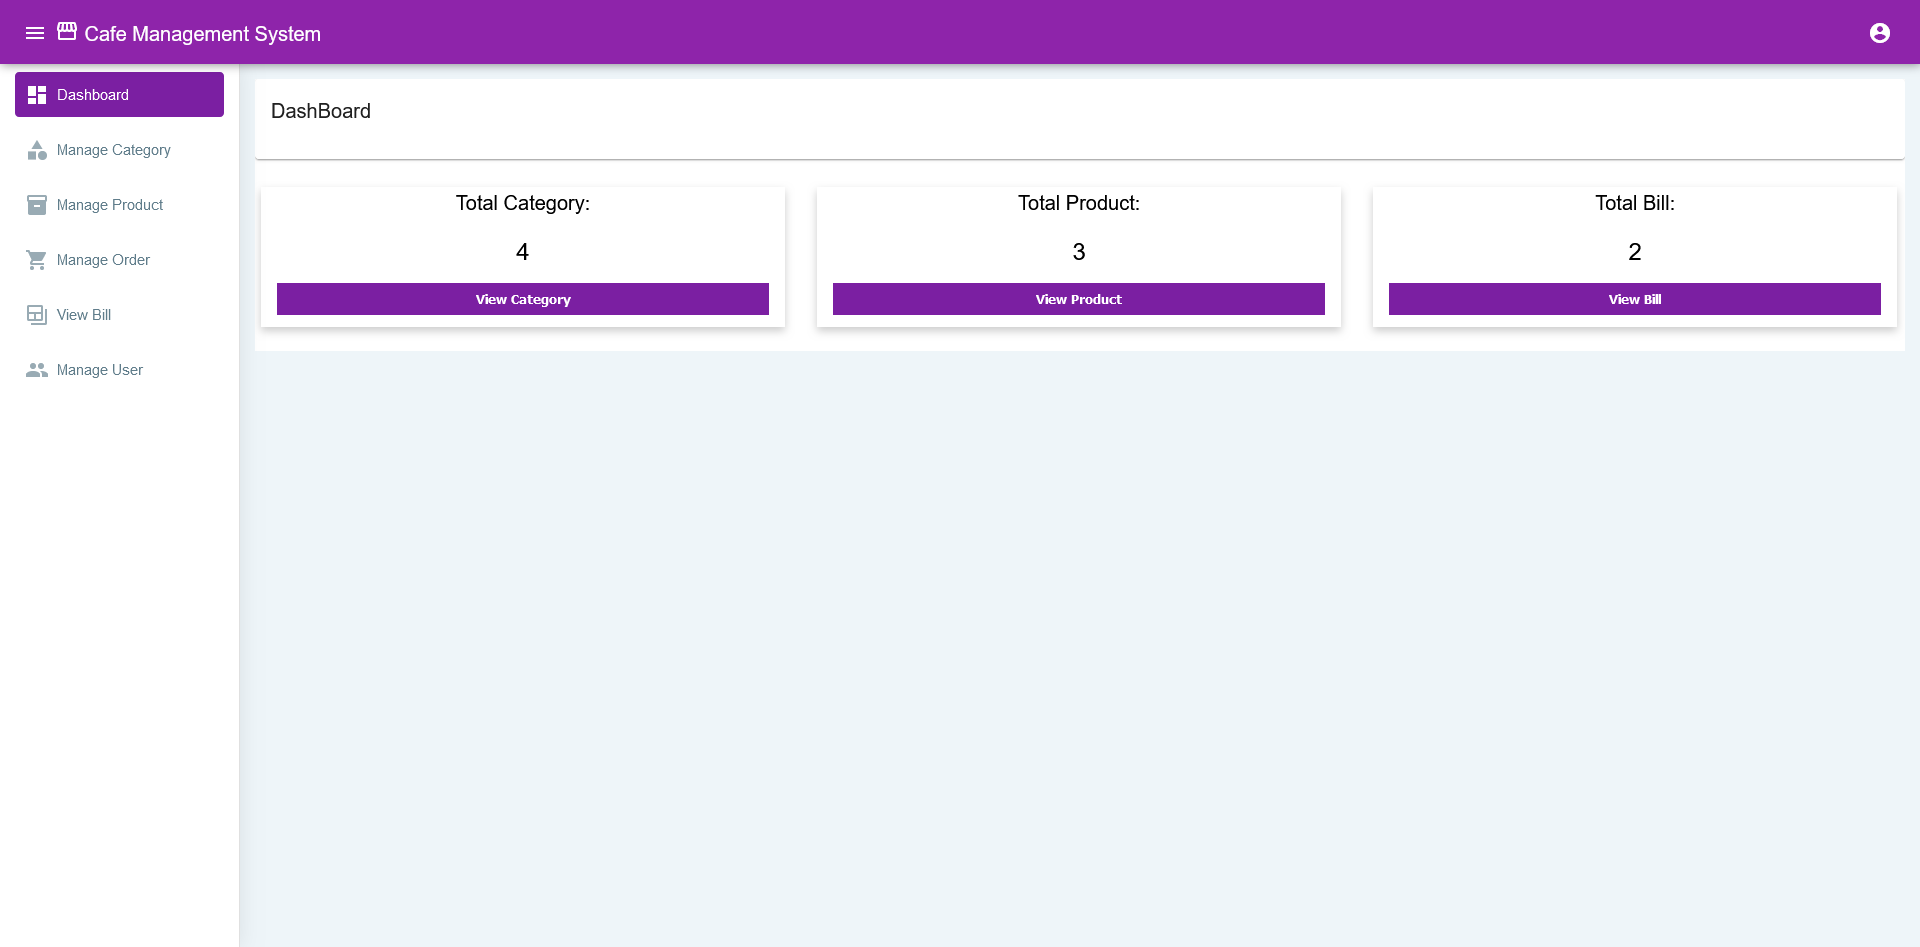 Cafe Management System
Dashboard
Manage Category
Manage Product
Manage Order
View Bill
Manage User
DashBoard
Total Category:
4
View Category
Total Product:
3
View Product
Total Bill:
2
View Bill